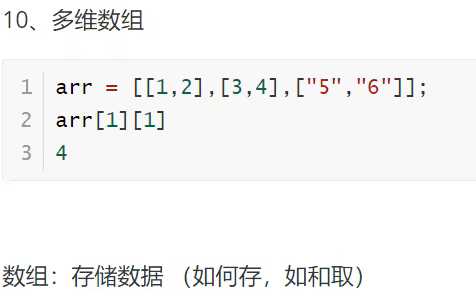 10、多维数组
1 arr = [[1,2],[3,4],["5","6"]];
2 arr[1][1]
3 4
数组：存储数据 （如何存，如和取）